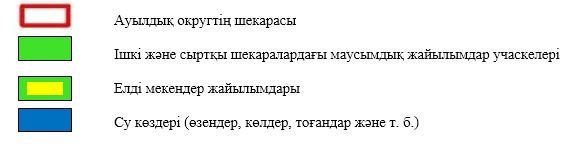 Ауылдық округтің шекарасы
Ішкі және сыртқы шекаралардағы маусымдық жайылымдар учаскелері
Елді мекендер жайылымдары
Су көздері (өзендер, көлдер, тоғандар және т. б.)